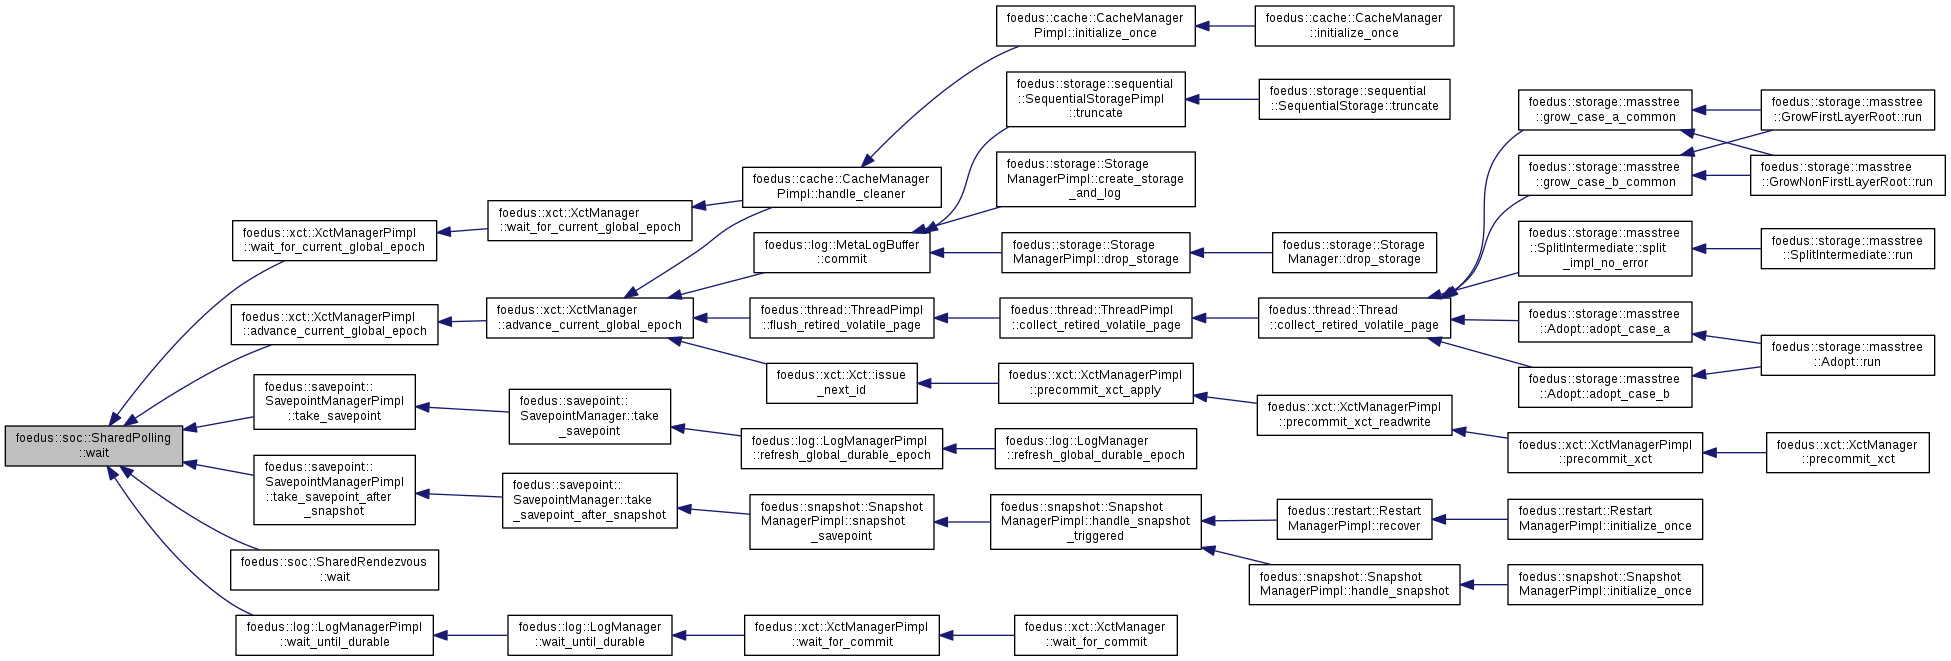 foedus::soc::SharedPolling
::wait
foedus::xct::XctManagerPimpl
::wait_for_current_global_epoch
foedus::xct::XctManagerPimpl
::advance_current_global_epoch
foedus::savepoint::
SavepointManagerPimpl
::take_savepoint
foedus::savepoint::
SavepointManagerPimpl
::take_savepoint_after
_snapshot
foedus::soc::SharedRendezvous
::wait
foedus::log::LogManagerPimpl
::wait_until_durable
foedus::xct::XctManager
::wait_for_current_global_epoch
foedus::xct::XctManager
::advance_current_global_epoch
foedus::savepoint::
SavepointManager::take
_savepoint
foedus::savepoint::
SavepointManager::take
_savepoint_after_snapshot
foedus::log::LogManager
::wait_until_durable
foedus::cache::CacheManager
Pimpl::handle_cleaner
foedus::log::MetaLogBuffer
::commit
foedus::thread::ThreadPimpl
::flush_retired_volatile_page
foedus::xct::Xct::issue
_next_id
foedus::log::LogManagerPimpl
::refresh_global_durable_epoch
foedus::snapshot::Snapshot
ManagerPimpl::snapshot
_savepoint
foedus::xct::XctManagerPimpl
::wait_for_commit
foedus::cache::CacheManager
Pimpl::initialize_once
foedus::storage::sequential
::SequentialStoragePimpl
::truncate
foedus::storage::Storage
ManagerPimpl::create_storage
_and_log
foedus::storage::Storage
ManagerPimpl::drop_storage
foedus::thread::ThreadPimpl
::collect_retired_volatile_page
foedus::xct::XctManagerPimpl
::precommit_xct_apply
foedus::log::LogManager
::refresh_global_durable_epoch
foedus::snapshot::Snapshot
ManagerPimpl::handle_snapshot
_triggered
foedus::xct::XctManager
::wait_for_commit
foedus::cache::CacheManager
::initialize_once
foedus::storage::sequential
::SequentialStorage::truncate
foedus::storage::Storage
Manager::drop_storage
foedus::thread::Thread
::collect_retired_volatile_page
foedus::xct::XctManagerPimpl
::precommit_xct_readwrite
foedus::restart::Restart
ManagerPimpl::recover
foedus::snapshot::Snapshot
ManagerPimpl::handle_snapshot
foedus::storage::masstree
::grow_case_a_common
foedus::storage::masstree
::grow_case_b_common
foedus::storage::masstree
::SplitIntermediate::split
_impl_no_error
foedus::storage::masstree
::Adopt::adopt_case_a
foedus::storage::masstree
::Adopt::adopt_case_b
foedus::xct::XctManagerPimpl
::precommit_xct
foedus::restart::Restart
ManagerPimpl::initialize_once
foedus::snapshot::Snapshot
ManagerPimpl::initialize_once
foedus::storage::masstree
::GrowFirstLayerRoot::run
foedus::storage::masstree
::GrowNonFirstLayerRoot::run
foedus::storage::masstree
::SplitIntermediate::run
foedus::storage::masstree
::Adopt::run
foedus::xct::XctManager
::precommit_xct